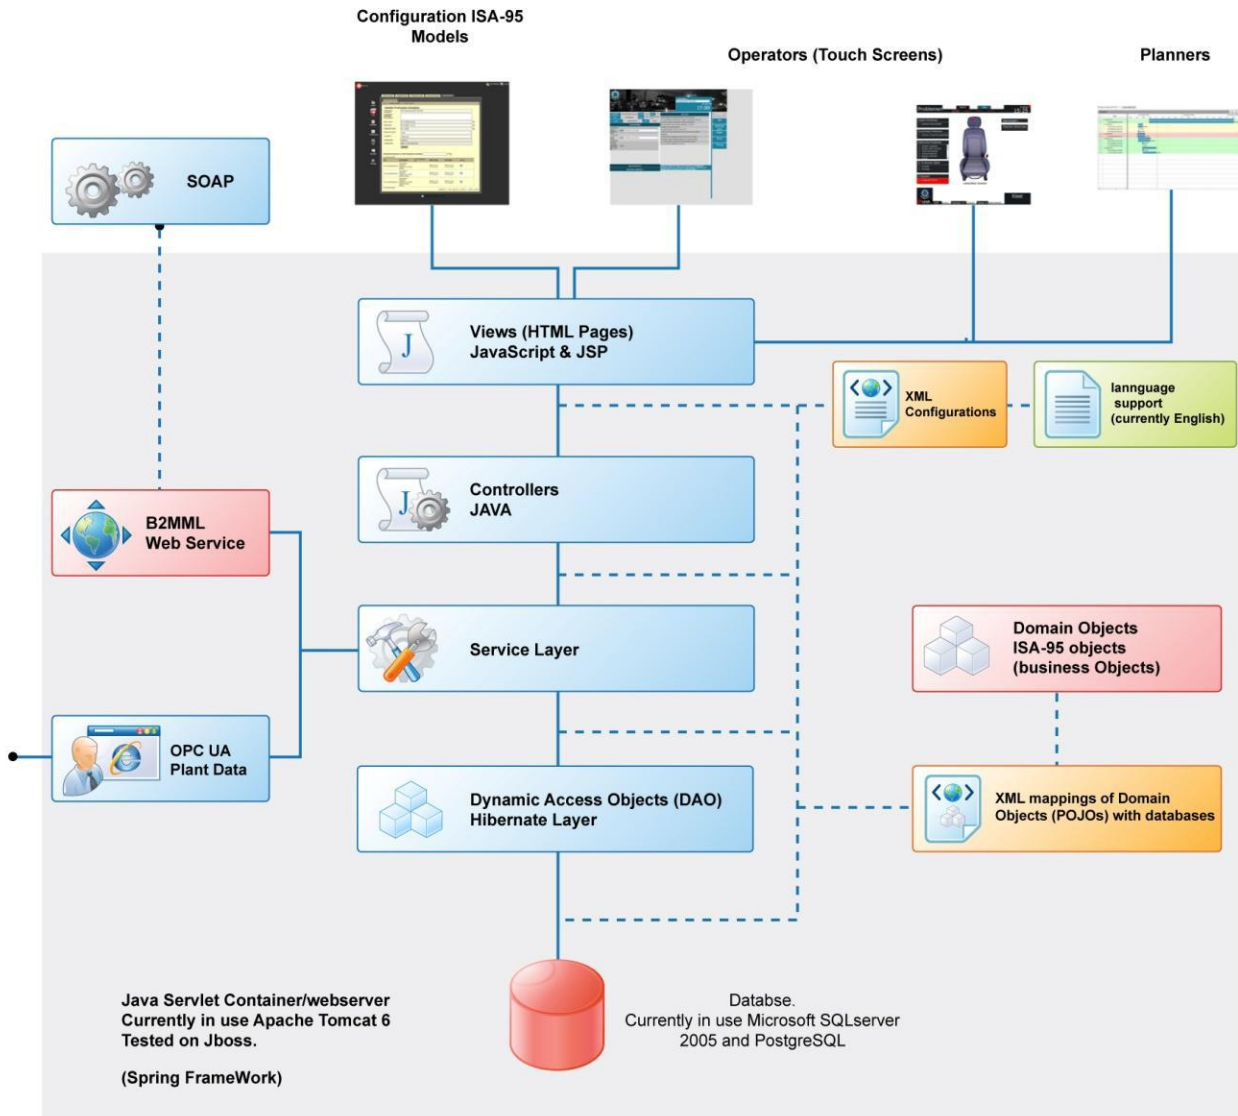 Configuration ISA-95
Models
Operators (Touch Screens)
Planners
SOAP
Views (HTML Pages)
JavaScript & JSP
XML
Configurations
lannguage
support
(currently English)
Controllers
JAVA
B2MML
Web Service
Service Layer
Domain Objects
ISA-95 objects
(business Objects)
OPC UA
Plant Data
Dynamic Access Objects (DAO)
Hibernate Layer
XML mappings of Domain
Objects (POJOs) with databases
Java Servlet Container/webserver
Currently in use Apache Tomcat 6
Tested on Jboss.
(Spring FrameWork)
Databse.
Currently in use Microsoft SQLserver
2005 and PostgreSQL